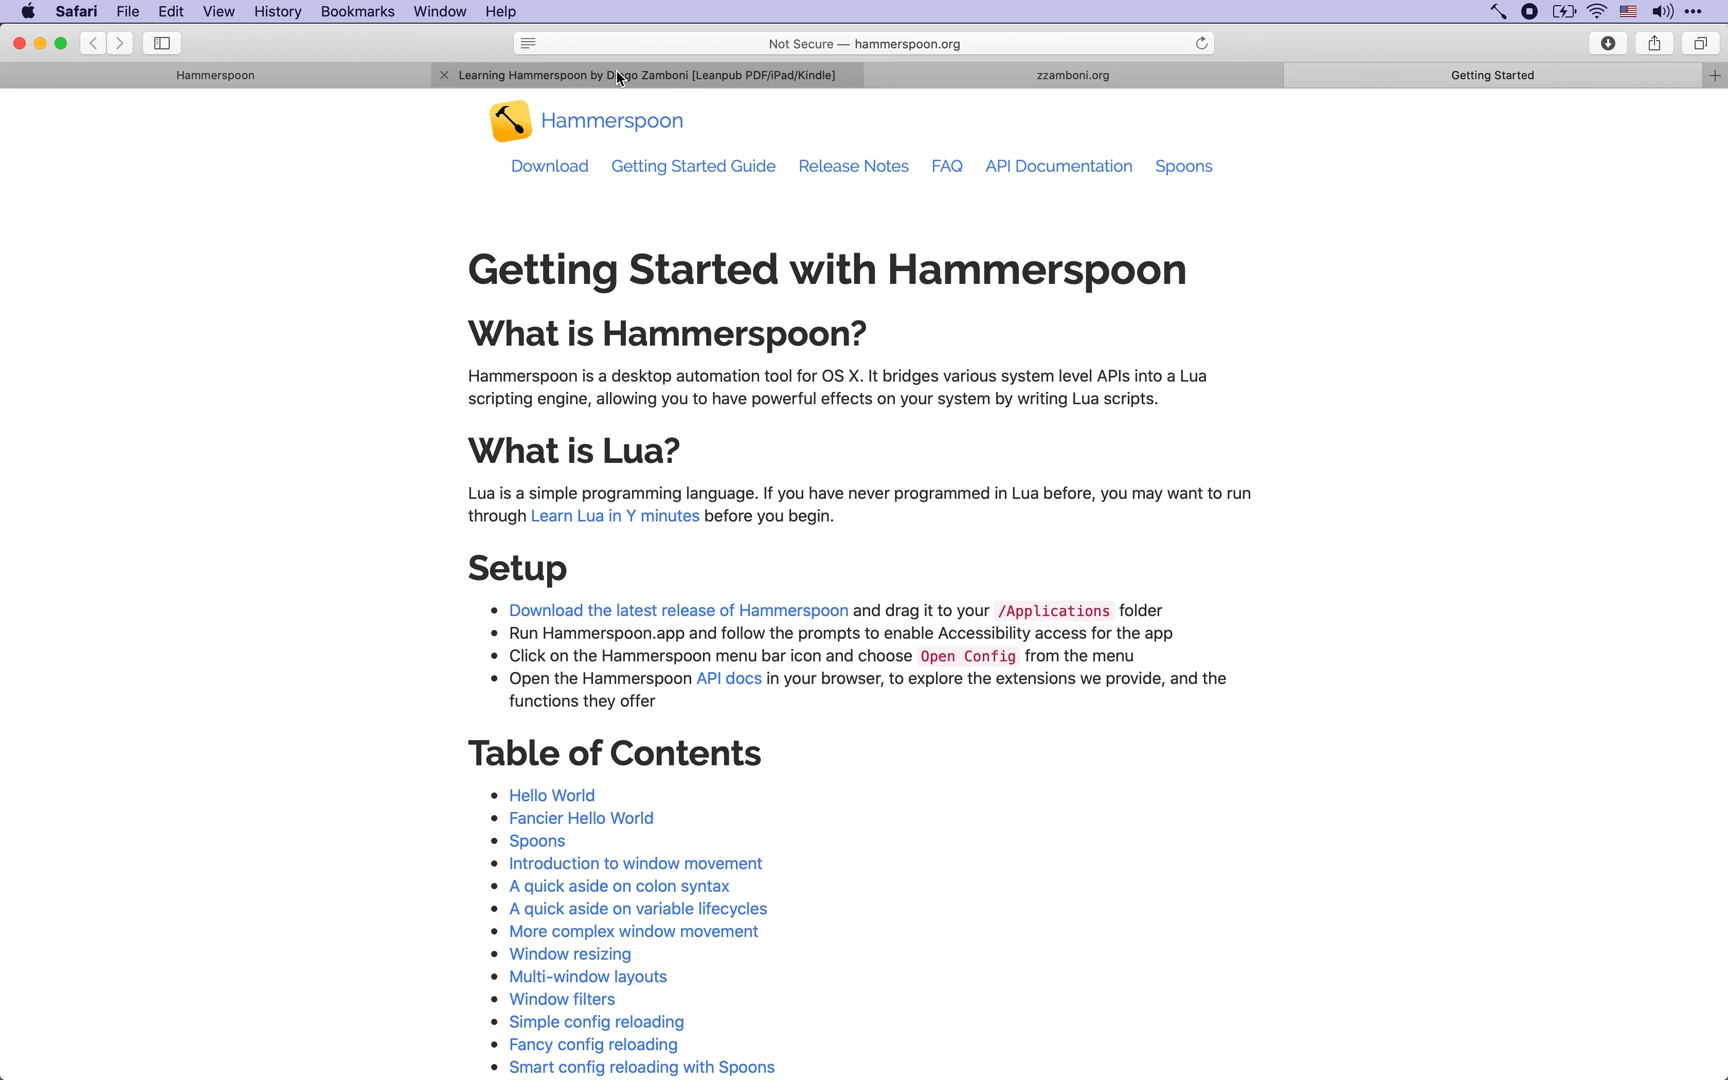 Safari File Edit View History Bookmarks Window Help
Not Secure — hammerspoon.org
Hammerspoon
Learning Hammerspoon by Diego Zamboni [Leanpub PDF/iPad/Kindle]
zzamboni.org
Getting Started
Hammerspoon
Download Getting Started Guide Release Notes FAQ API Documentation Spoons
Getting Started with Hammerspoon
What is Hammerspoon?
Hammerspoon is a desktop automation tool for OS X. It bridges various system level APIs into a Lua
scripting engine, allowing you to have powerful effects on your system by writing Lua scripts.
What is Lua?
Lua is a simple programming language. If you have never programmed in Lua before, you may want to run
through Learn Lua in Y minutes before you begin.
Setup
• Download the latest release of Hammerspoon and drag it to your /Applications folder
• Run Hammerspoon.app and follow the prompts to enable Accessibility access for the app
• Click on the Hammerspoon menu bar icon and choose Open Config from the menu
• Open the Hammerspoon API docs in your browser, to explore the extensions we provide, and the
functions they offer
Table of Contents
• Hello World
• Fancier Hello World
• Spoons
• Introduction to window movement
• A quick aside on colon syntax
• A quick aside on variable lifecycles
• More complex window movement
• Window resizing
• Multi-window layouts
• Window filters
• Simple config reloading
• Fancy config reloading
• Smart config reloading with Spoons